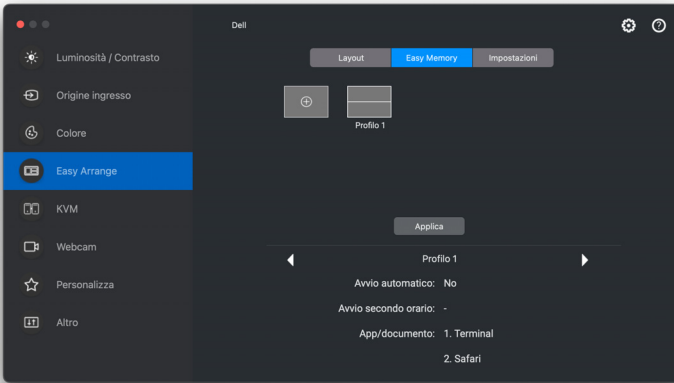 Dell
Luminosità / Contrasto
Origine ingresso
Colore
Easy Arrange
KVM
Webcam
Personalizza
Altro
Layout Easy Memory Impostazioni
Profilo 1
Applica
Profilo 1
Avvio automatico: No
Avvio secondo orario: -
App/documento: 1. Terminal
2. Safari